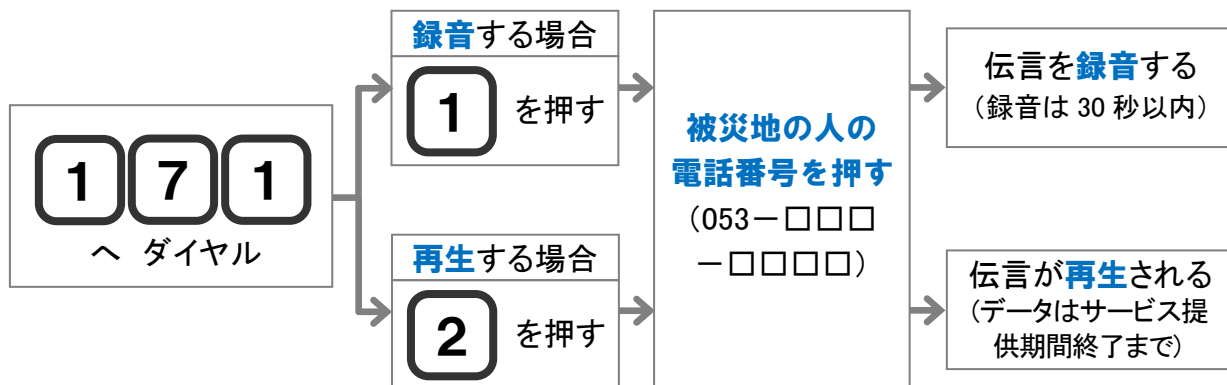 171
へ ダイヤル
録音する場合
1 を押す
再生する場合
2 を押す
被災地の人の
電話番号を押す
（053－□□□
－□□□□）
伝言を録音する
（録音は 30 秒以内）
伝言が再生される
（データはサービス提
供期間終了まで）